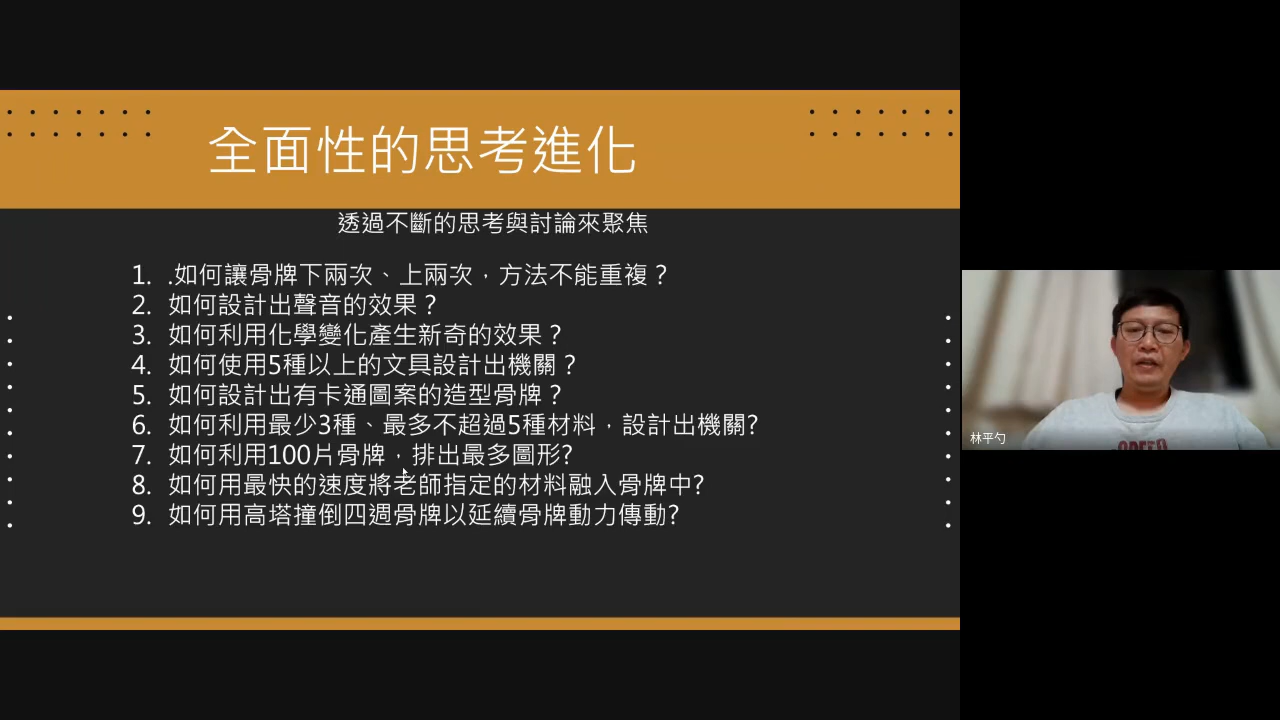 全面性的思考進化
透過不斷的思考與討論來聚焦
1. .如何讓骨牌下兩次、上兩次，方法不能重複？
2. 如何設計出聲音的效果？
3. 如何利用化學變化產生新奇的效果？
4. 如何使用5種以上的文具設計出機關？
5. 如何設計出有卡通圖案的造型骨牌？
6. 如何利用最少3種、最多不超過5種材料，設計出機關?
7. 如何利用100片骨牌，排出最多圖形?
8. 如何用最快的速度將老師指定的材料融入骨牌中?
9. 如何用高塔撞倒四週骨牌以延續骨牌動力傳動?
林平勺